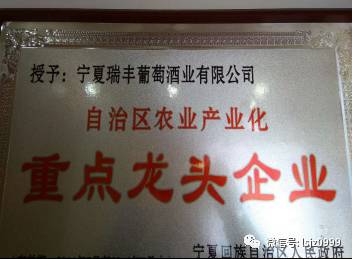 授予：宁夏瑞丰葡萄酒业有限公司
自治区农业产业化
重点龙头企业
微信号: lsjz0999
宁夏回族自治区人民政府